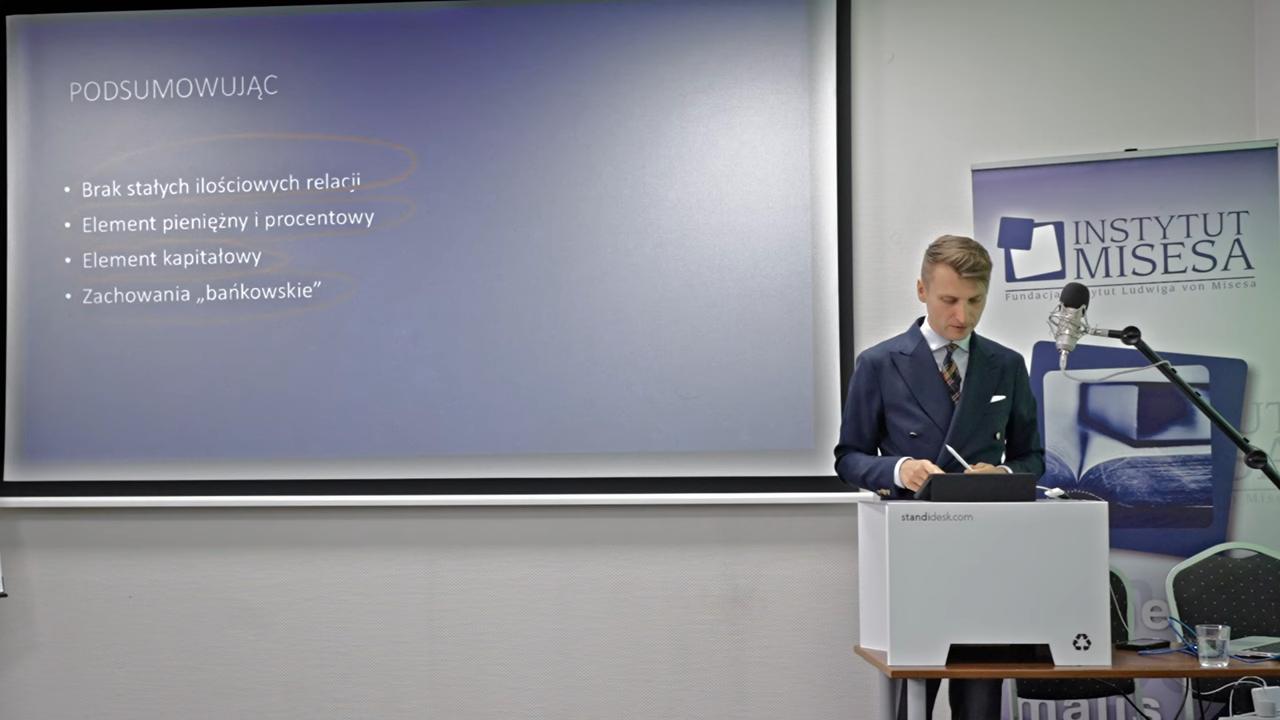 PODSUMOWUJĄC
• Brak stałych ilościowych relacji
• Element pieniężny i procentowy
• Element kapitałowy
• Zachowania „bańkowskie”
INSTYTUT
MISESA
Fundacja Instytut Ludwiga von Misesa
standidesk.com